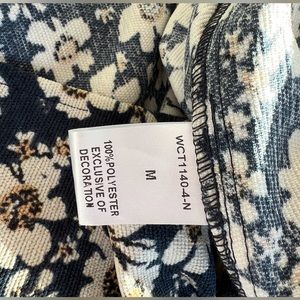 WCT1140-4-N
M
100%POLYESTER
EXCLUSIVE OF
DECORATION